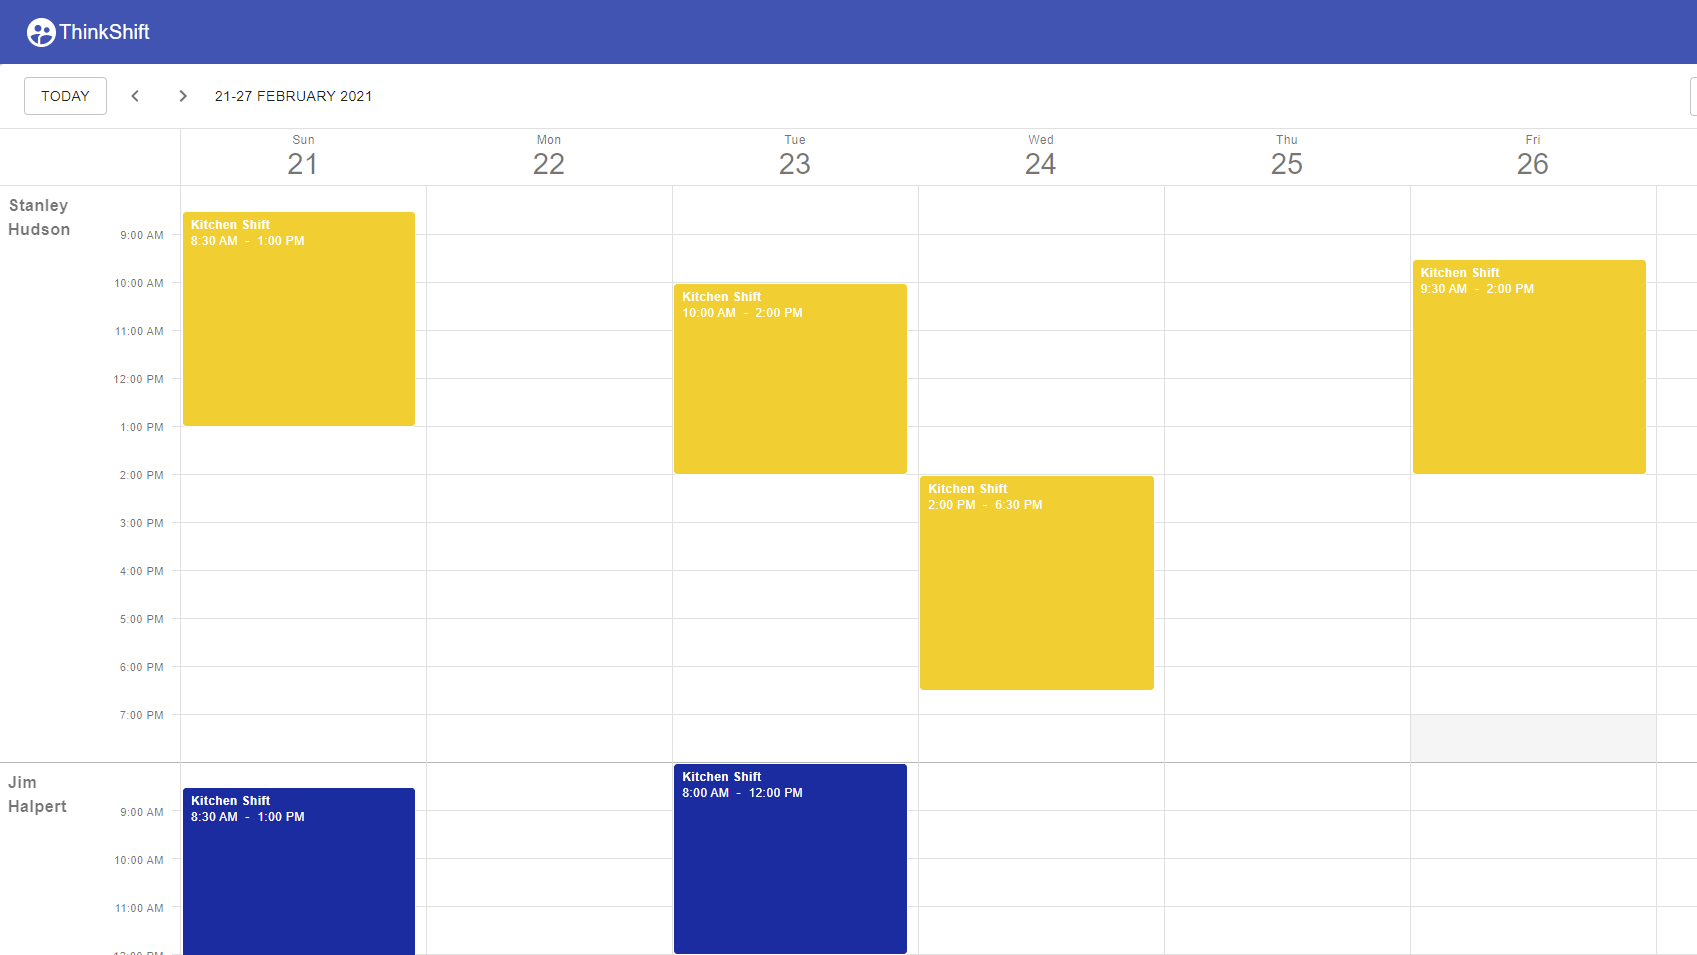 ThinkShift
TODAY
21-27 FEBRUARY 2021
Sun
21
Mon
22
Tue
23
Wed
24
Thu
25
Fri
26
Stanley
Hudson
9:00 AM
10:00 AM
11:00 AM
12:00 PM
1:00 PM
2:00 PM
3:00 PM
4:00 PM
5:00 PM
6:00 PM
7:00 PM
Kitchen Shift
8:30 AM - 1:00 PM
Kitchen Shift
10:00 AM - 2:00 PM
Kitchen Shift
2:00 PM - 6:30 PM
Kitchen Shift
9:30 AM - 2:00 PM
Jim
Halpert
9:00 AM
10:00 AM
11:00 AM
Kitchen Shift
8:30 AM - 1:00 PM
Kitchen Shift
8:00 AM - 12:00 PM